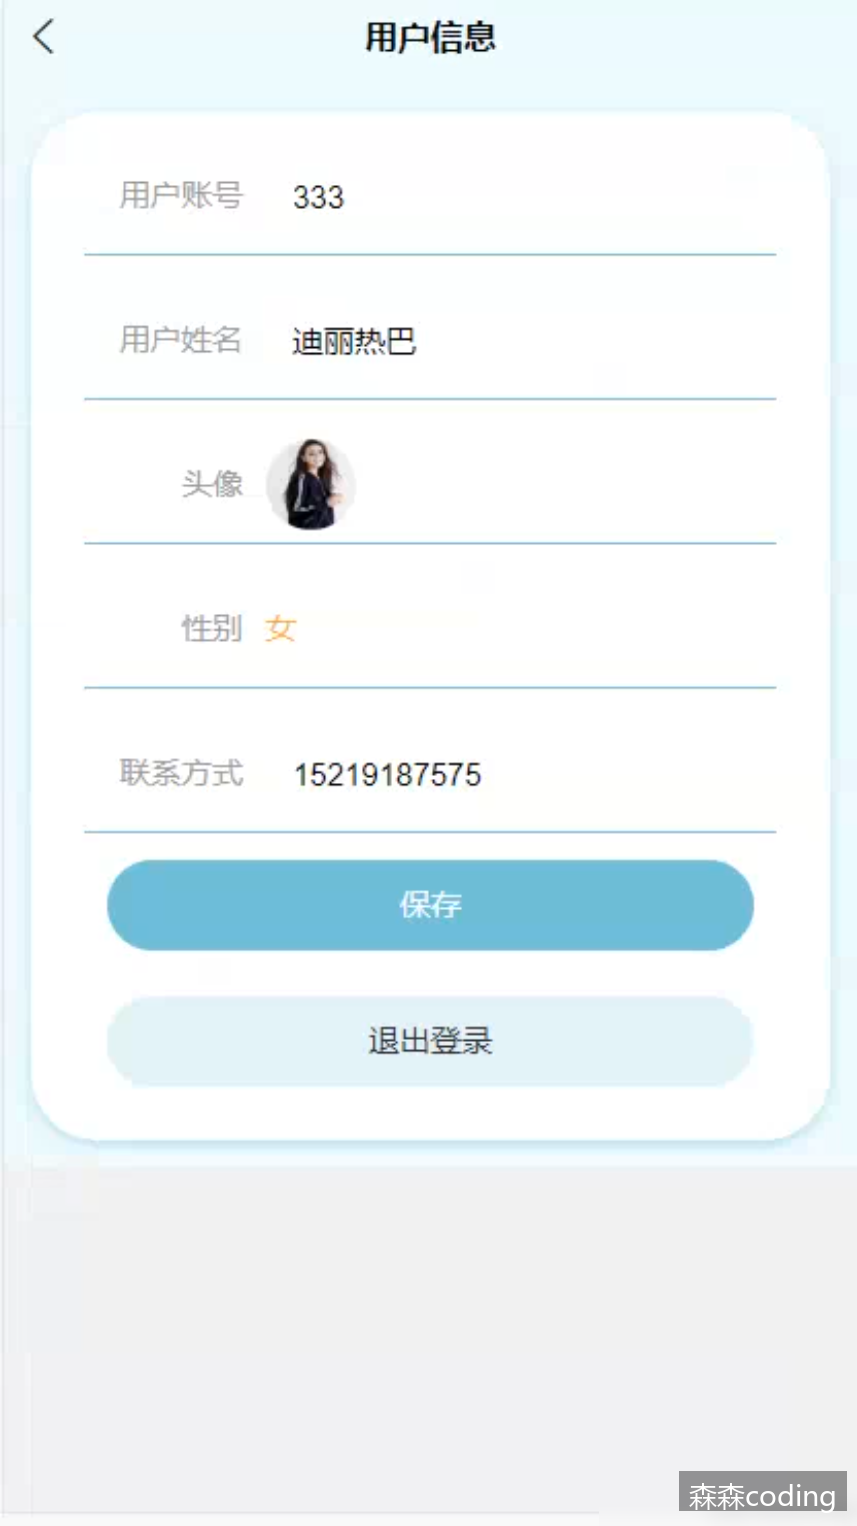 用户信息
用户账号 333
用户姓名 迪丽热巴
头像
性别 女
联系方式 15219187575
保存
退出登录
森森coding